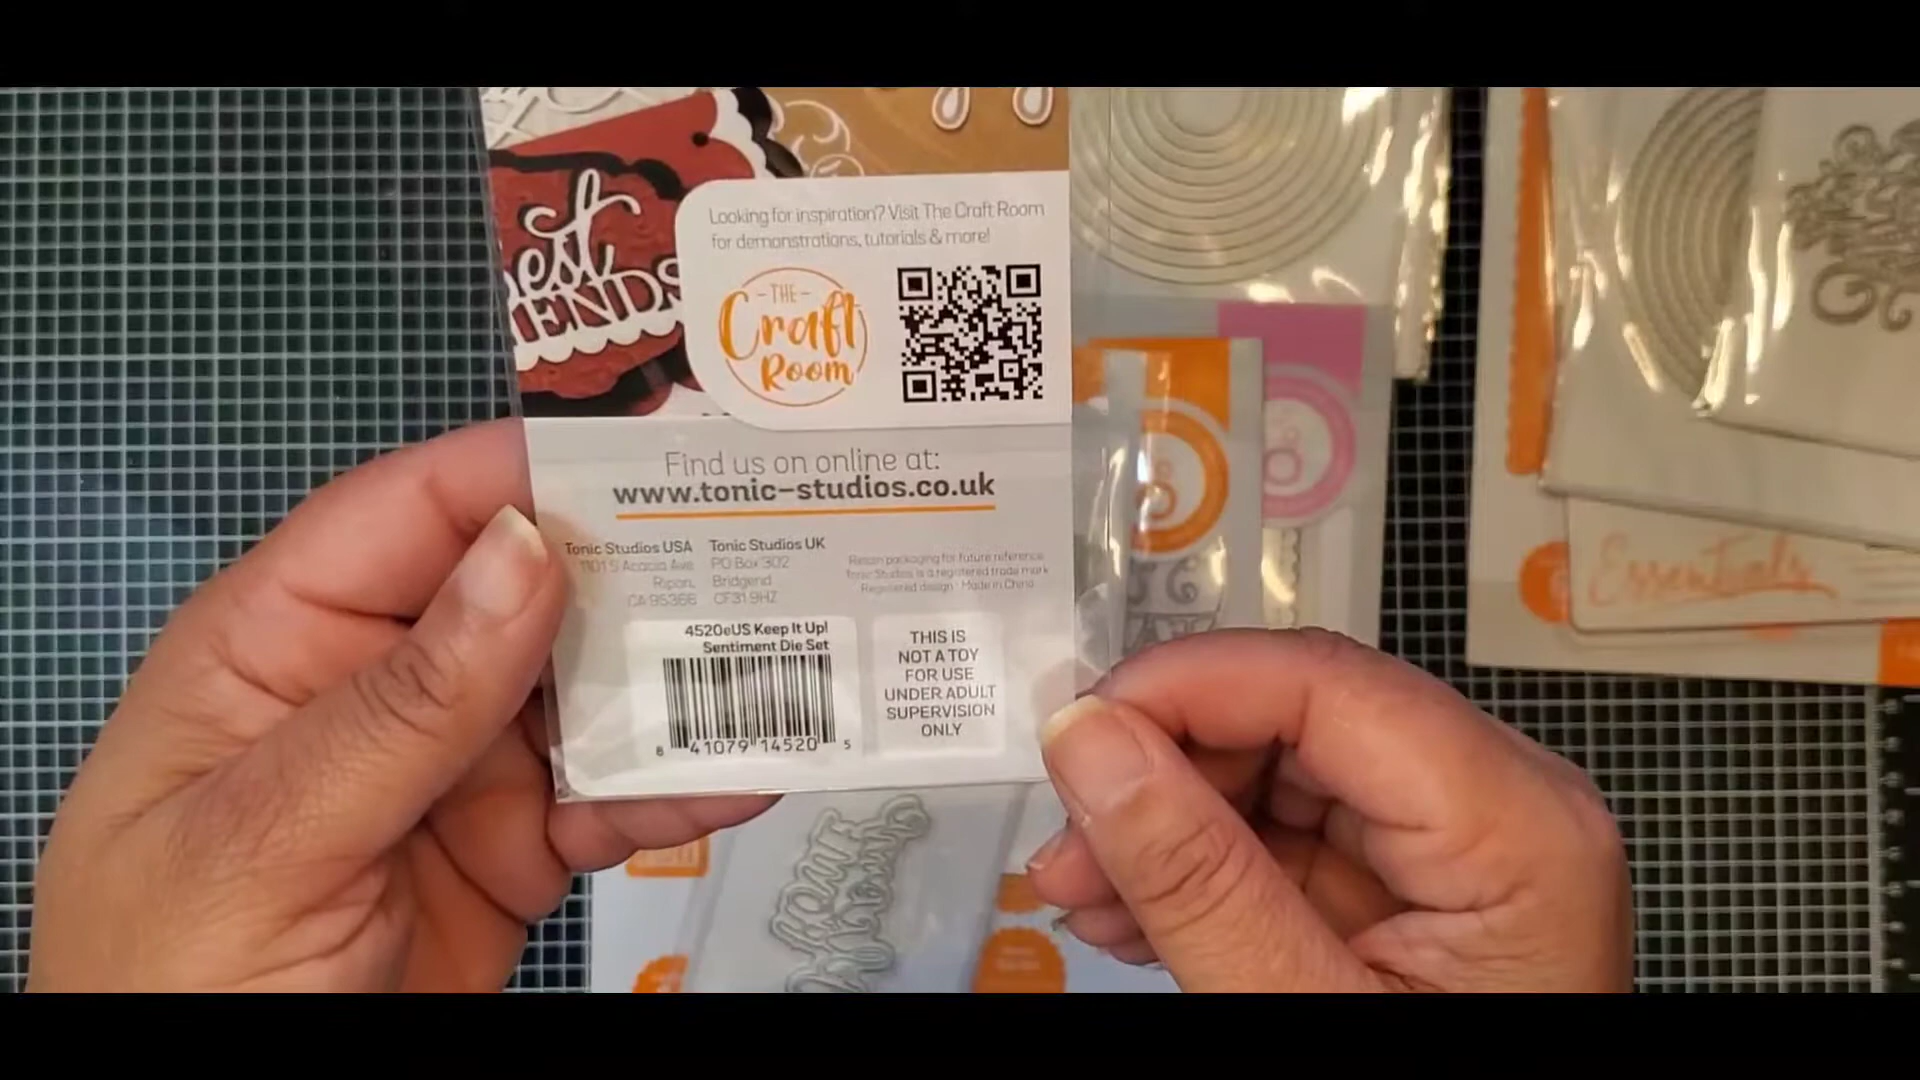 est
IENDS
Looking for inspiration? Visit The Craft Room
for demonstrations, tutorials & more!
-THE-
Craft
Room
Find us on online at:
www.tonic-studios.co.uk
Tonic Studios USA
1101 S Acacia Ave
Ripon,
CA 95366
Tonic Studios UK
PO Box 302
Bridgend
CF31 9HZ
Retain packaging for future reference
Tonic Studios is a registered trade mark
Registered design · Made in China
4520eUS Keep It Up!
Sentiment Die Set
8 41079 14520 5
THIS IS
NOT A TOY
FOR USE
UNDER ADULT
SUPERVISION
ONLY
Essentials